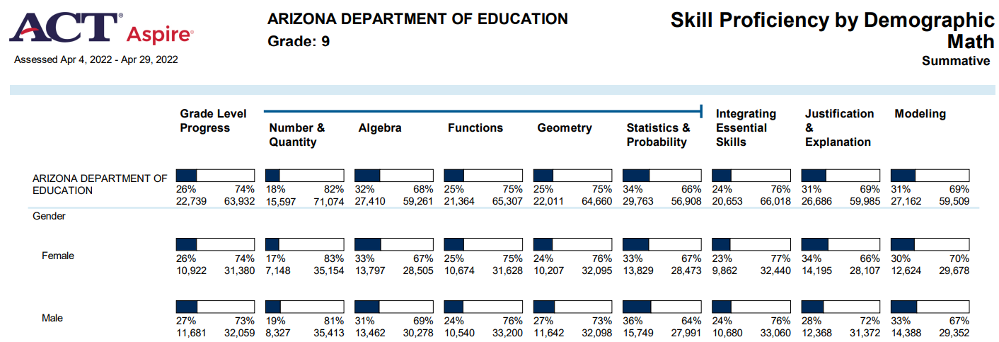 ACT® Aspire®
ARIZONA DEPARTMENT OF EDUCATION
Grade: 9
Skill Proficiency by Demographic
Math
Summative
Assessed Apr 4, 2022 - Apr 29, 2022
Grade Level Progress
Number & Quantity
Algebra
Functions
Geometry
Statistics & Probability
Integrating Essential Skills
Justification & Explanation
Modeling
ARIZONA DEPARTMENT OF
EDUCATION
26% 74% 18% 82% 32% 68% 25% 75% 25% 75% 34% 66% 24% 76% 31% 69% 31% 69%
22,739 63,932 15,597 71,074 27,410 59,261 21,364 65,307 22,011 64,660 29,763 56,908 20,653 66,018 26,686 59,985 27,162 59,509
Gender
Female
26% 74% 17% 83% 33% 67% 25% 75% 24% 76% 33% 67% 23% 77% 34% 66% 30% 70%
10,922 31,380 7,148 35,154 13,797 28,505 10,674 31,628 10,207 32,095 13,829 28,473 9,862 32,440 14,195 28,107 12,624 29,678
Male
27% 73% 19% 81% 31% 69% 24% 76% 27% 73% 36% 64% 24% 76% 28% 72% 33% 67%
11,681 32,059 8,327 35,413 13,462 30,278 10,540 33,200 11,642 32,098 15,749 27,991 10,680 33,060 12,368 31,372 14,388 29,352